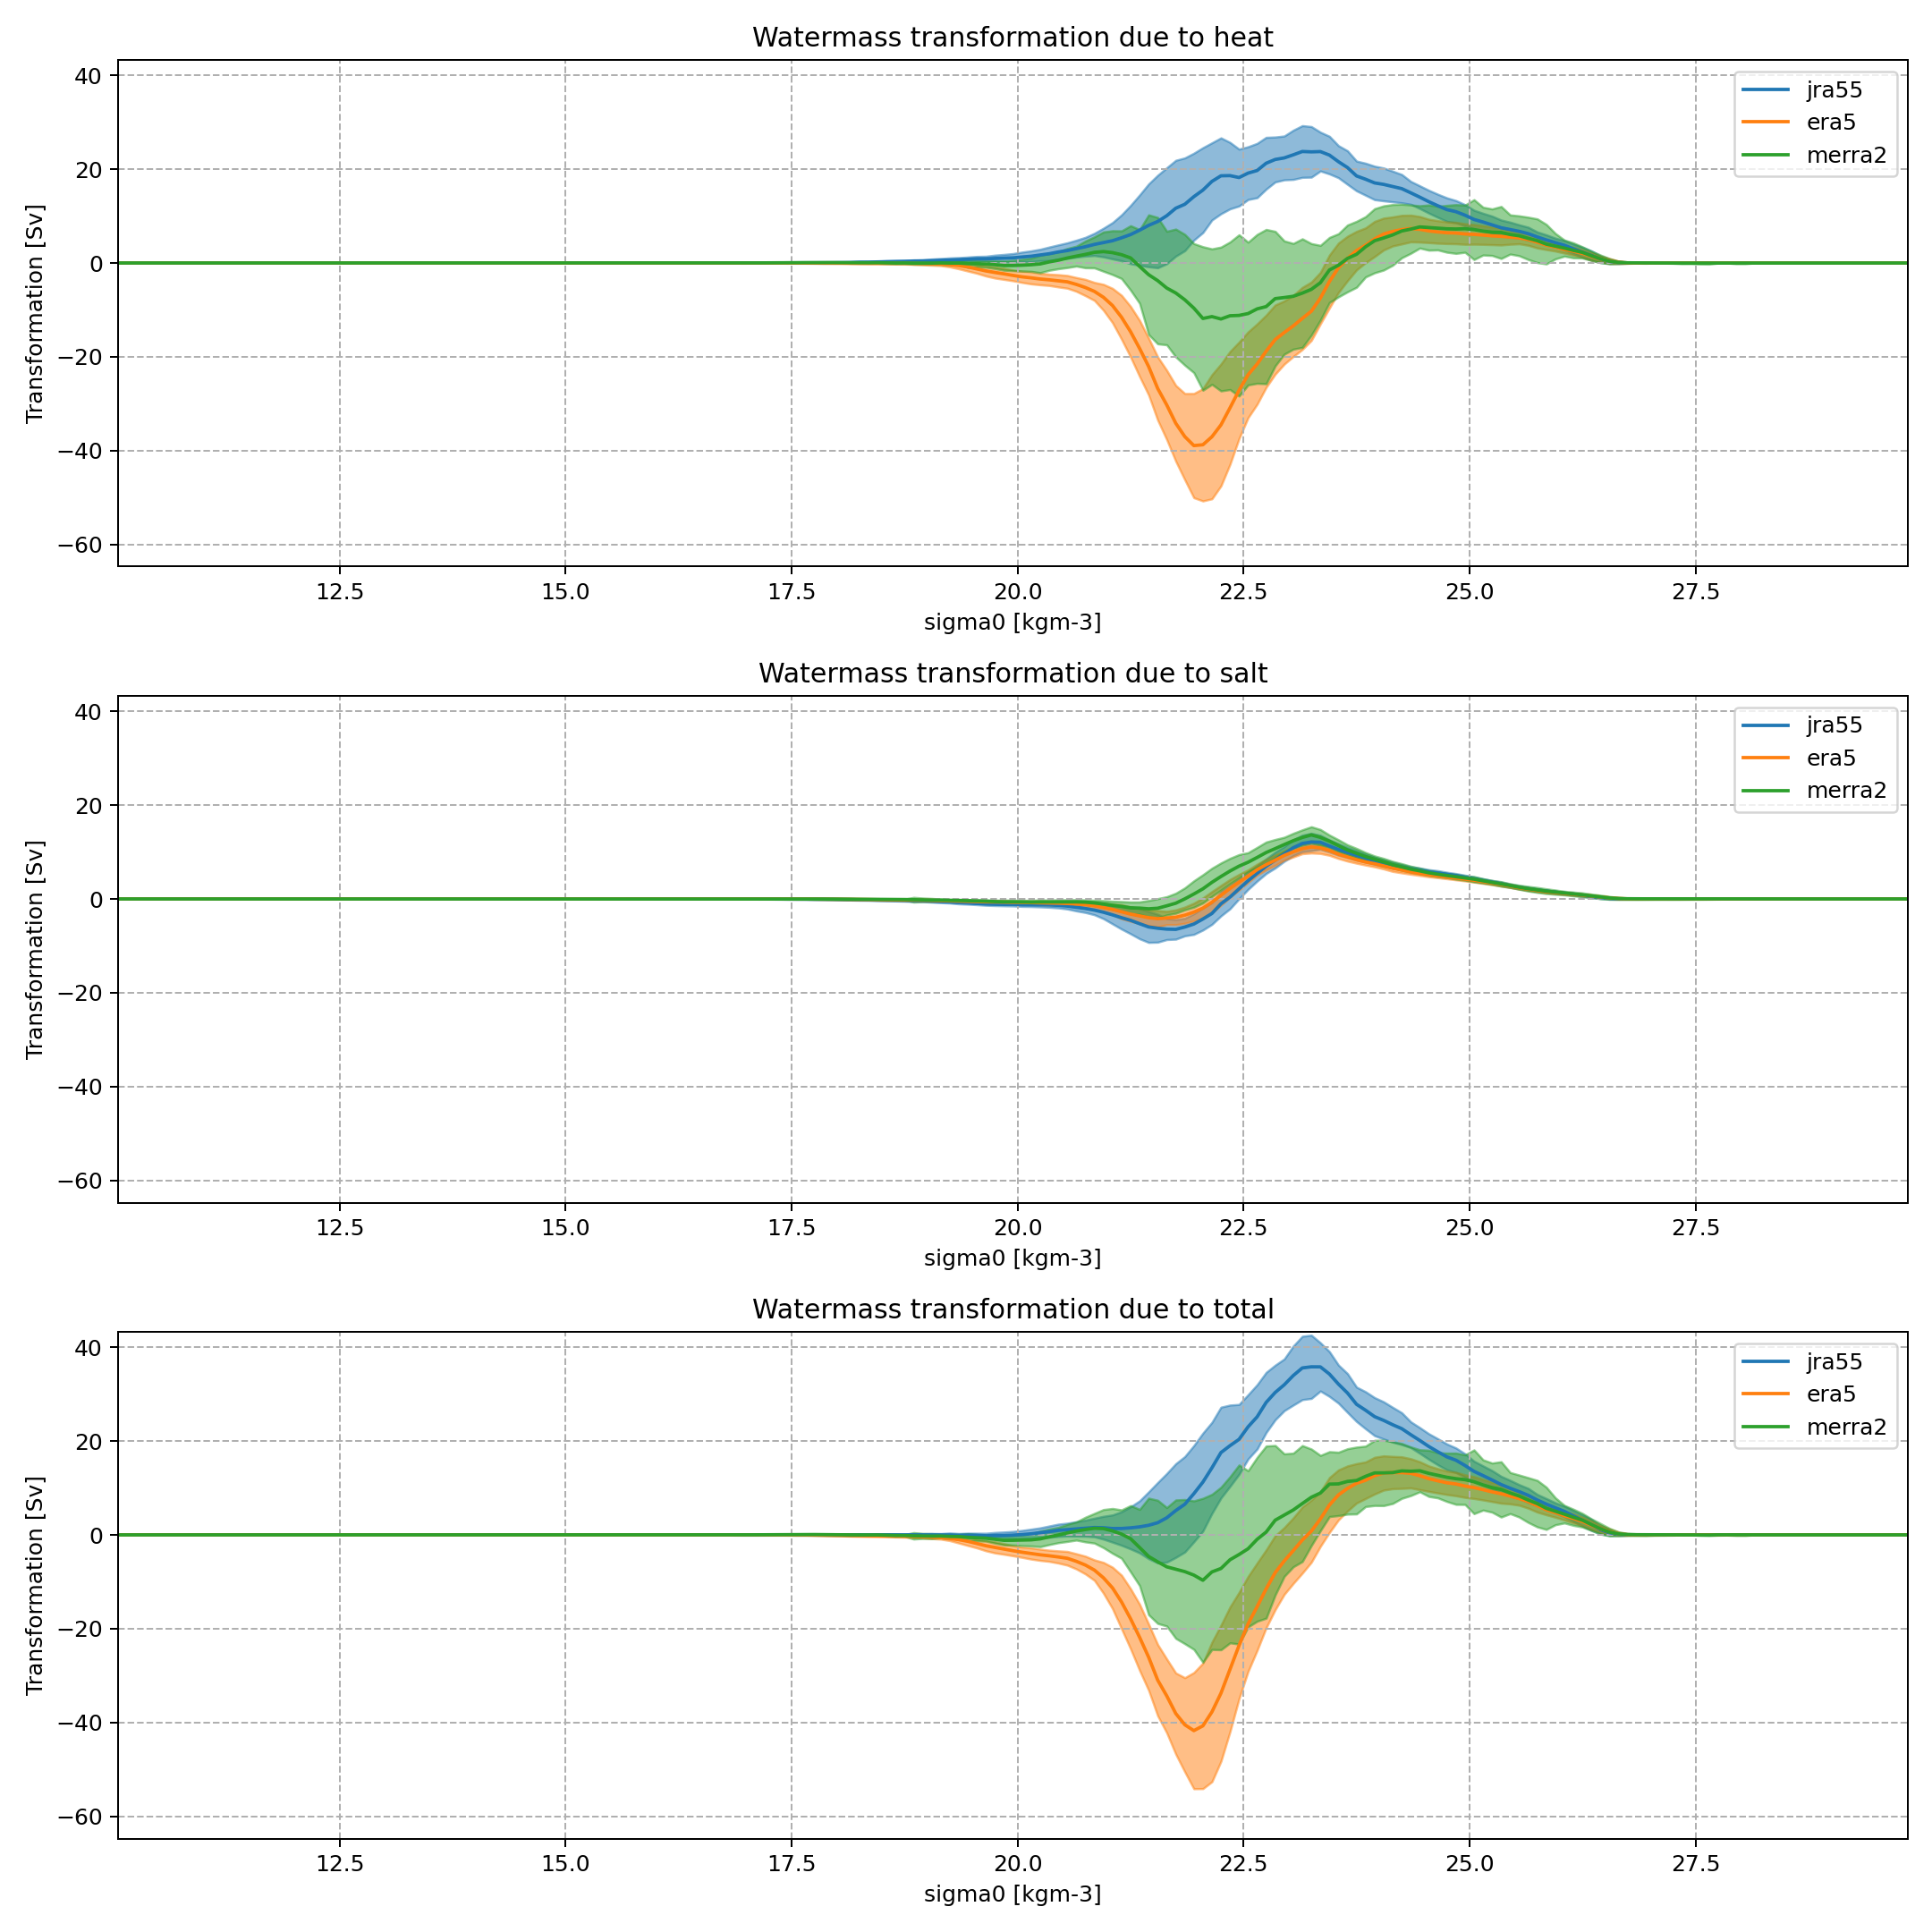 Watermass transformation due to heat
40
20
0
−20
−40
−60
Transformation [Sv]
jra55
era5
merra2
12.5 15.0 17.5 20.0 22.5 25.0 27.5
sigma0 [kgm-3]
Watermass transformation due to salt
40
20
0
−20
−40
−60
Transformation [Sv]
jra55
era5
merra2
12.5 15.0 17.5 20.0 22.5 25.0 27.5
sigma0 [kgm-3]
Watermass transformation due to total
40
20
0
−20
−40
−60
Transformation [Sv]
jra55
era5
merra2
12.5 15.0 17.5 20.0 22.5 25.0 27.5
sigma0 [kgm-3]